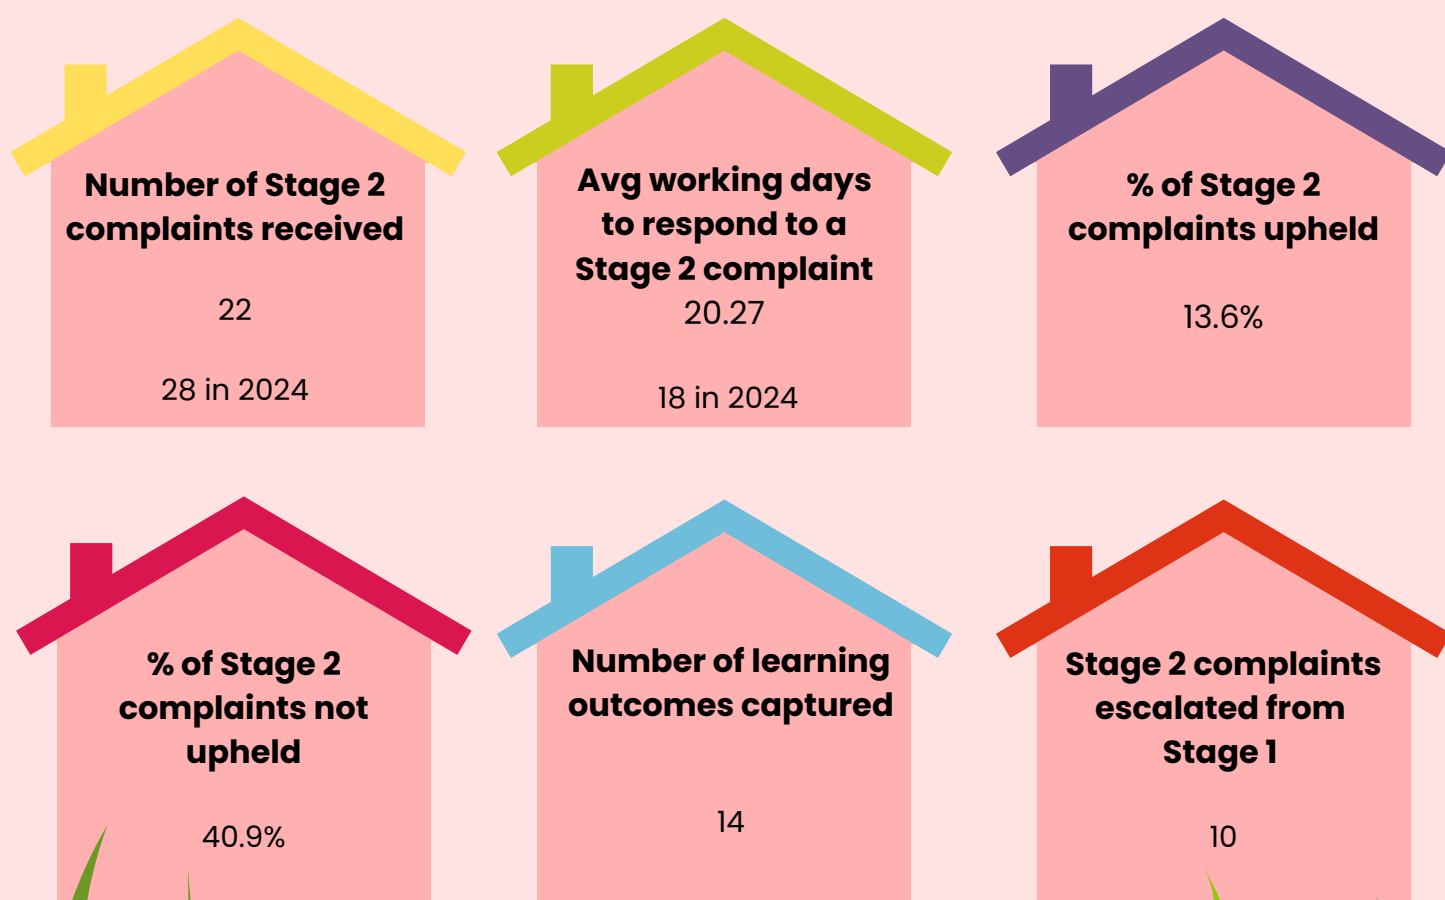 Number of Stage 2
complaints received
22
28 in 2024
Avg working days
to respond to a
Stage 2 complaint
20.27
18 in 2024
% of Stage 2
complaints upheld
13.6%
% of Stage 2
complaints not
upheld
40.9%
Number of learning
outcomes captured
14
Stage 2 complaints
escalated from
Stage 1
10